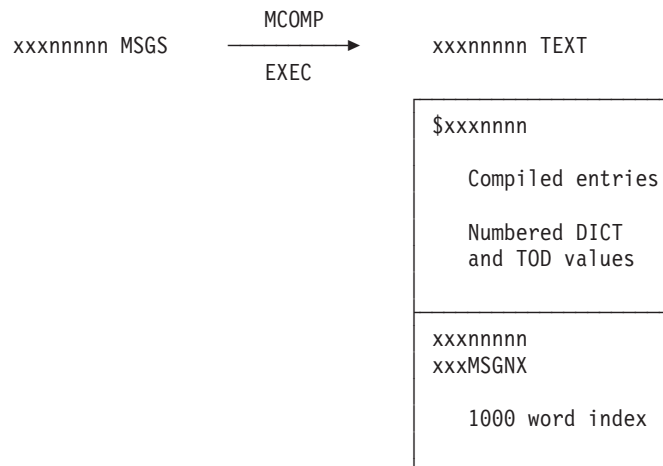 MCOMP
xxxnnnnn MSGS xxxnnnnn TEXT
EXEC
$xxxnnnn
Compiled entries
Numbered DICT
and TOD values
xxxnnnnn
xxxMSGNX
1000 word index